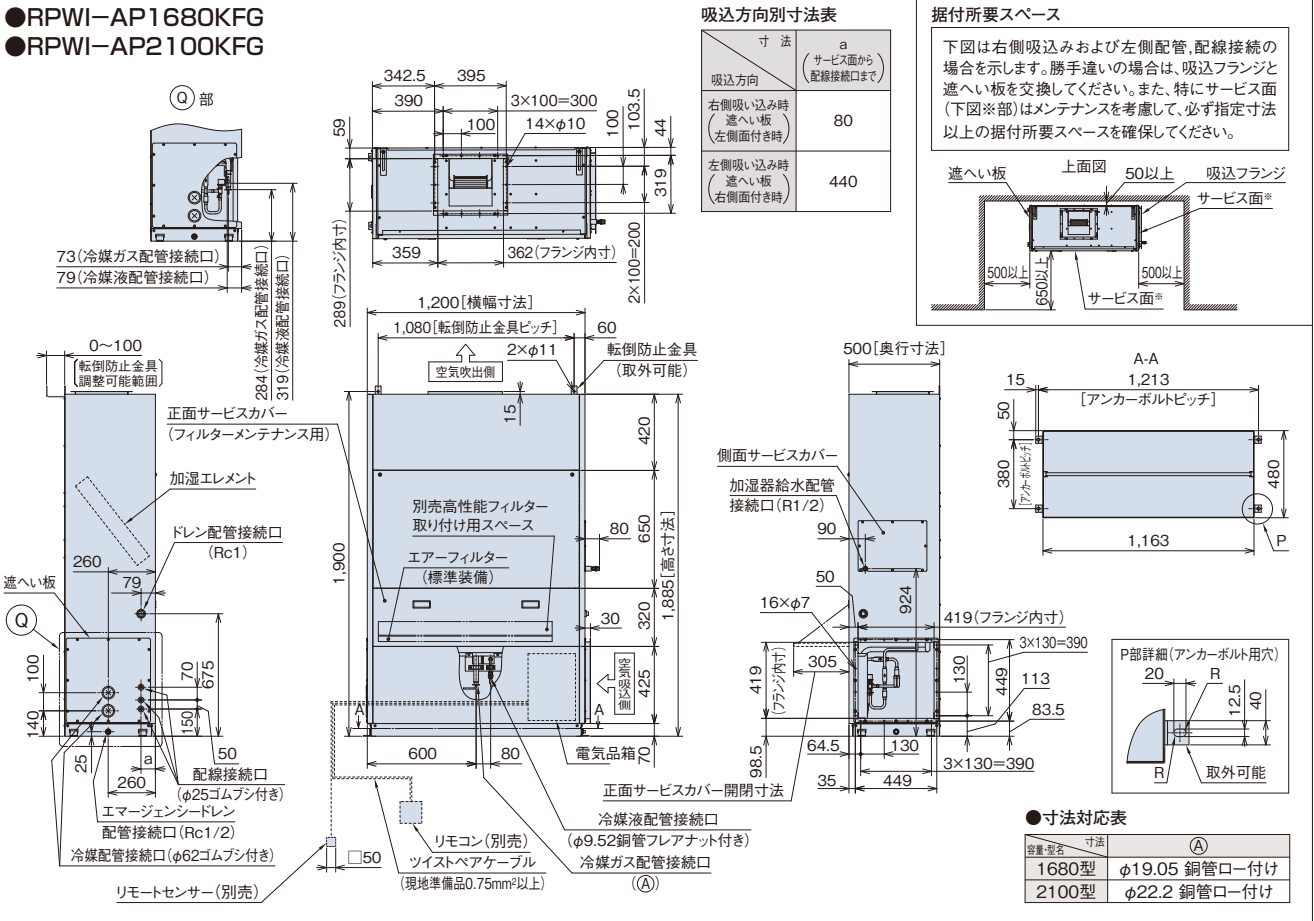 ●RPWI−AP1680KFG
●RPWI−AP2100KFG
Q 部
73(冷媒ガス配管接続口)
79(冷媒液配管接続口)
284(冷媒ガス配管接続口)
319(冷媒液配管接続口)
342.5
395
390
3×100=300
100
14×φ10
59
100
103.5
44
319
289(フランジ内寸)
359
362(フランジ内寸)
2×100=200
吸込方向別寸法表
寸 法
吸込方向
a
(サービス面から
配線接続口まで)
右側吸い込み時
(遮へい板
左側面付き時)
80
左側吸い込み時
(遮へい板
右側面付き時)
440
据付所要スペース
下図は右側吸込みおよび左側配管,配線接続の
場合を示します。勝手違いの場合は、吸込フランジと
遮へい板を交換してください。また、特にサービス面
(下図※部)はメンテナンスを考慮して、必ず指定寸法
以上の据付所要スペースを確保してください。
遮へい板
上面図
50以上
吸込フランジ
サービス面※
500以上
650以上
500以上
サービス面※
0〜100
[転倒防止金具
調整可能範囲]
加湿エレメント
ドレン配管接続口
(Rc1)
260
79
遮へい板
Q
100
140
25
70
675
150
50
260
a
配線接続口
(φ25ゴムブシ付き)
エマージェンシードレン
配管接続口(Rc1/2)
冷媒配管接続口(φ62ゴムブシ付き)
リモートセンサー(別売)
1,200[横幅寸法]
1,080[転倒防止金具ピッチ]
60
2×φ11
転倒防止金具
(取外可能)
空気吹出側
15
正面サービスカバー
(フィルターメンテナンス用)
420
別売高性能フィルター
取り付け用スペース
エアーフィルター
(標準装備)
650
80
1,900
1,885[高さ寸法]
320
30
空気吸込側
425
A
A
600
80
電気品箱
70
正面サービスカバー開閉寸法
冷媒液配管接続口
(φ9.52銅管フレアナット付き)
冷媒ガス配管接続口
(A)
リモコン(別売)
□50
ツイストペアケーブル
(現地準備品0.75mm²以上)
500[奥行寸法]
側面サービスカバー
加湿器給水配管
接続口(R1/2)
90
50
924
16×φ7
419(フランジ内寸)
3×130=390
419
(フランジ内寸)
305
130
449
113
83.5
98.5
64.5
130
3×130=390
35
449
A-A
15
1,213
[アンカーボルトピッチ]
50
380
[アンカーボルトピッチ]
480
1,163
P
P部詳細(アンカーボルト用穴)
20
R
12.5
40
R
取外可能
●寸法対応表
寸法
容量・型名
A
1680型
φ19.05 銅管ロー付け
2100型
φ22.2 銅管ロー付け